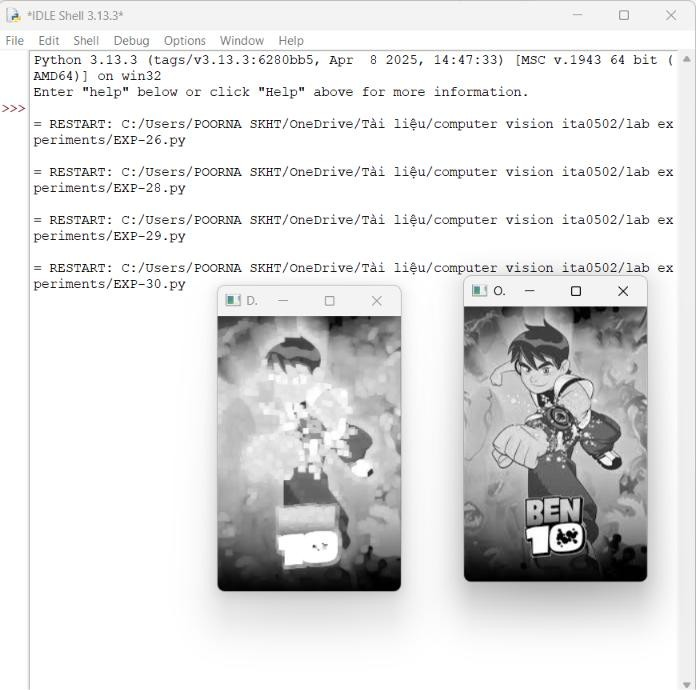 *IDLE Shell 3.13.3*
File Edit Shell Debug Options Window Help
Python 3.13.3 (tags/v3.13.3:6280bb5, Apr  8 2025, 14:47:33) [MSC v.1943 64 bit (
AMD64)] on win32
Enter "help" below or click "Help" above for more information.
>>>
= RESTART: C:/Users/POORNA SKHT/OneDrive/Tài liệu/computer vision ita0502/lab ex
periments/EXP-26.py
= RESTART: C:/Users/POORNA SKHT/OneDrive/Tài liệu/computer vision ita0502/lab ex
periments/EXP-28.py
= RESTART: C:/Users/POORNA SKHT/OneDrive/Tài liệu/computer vision ita0502/lab ex
periments/EXP-29.py
= RESTART: C:/Users/POORNA SKHT/OneDrive/Tài liệu/computer vision ita0502/lab ex
periments/EXP-30.py
D.
10
O.
BEN
10